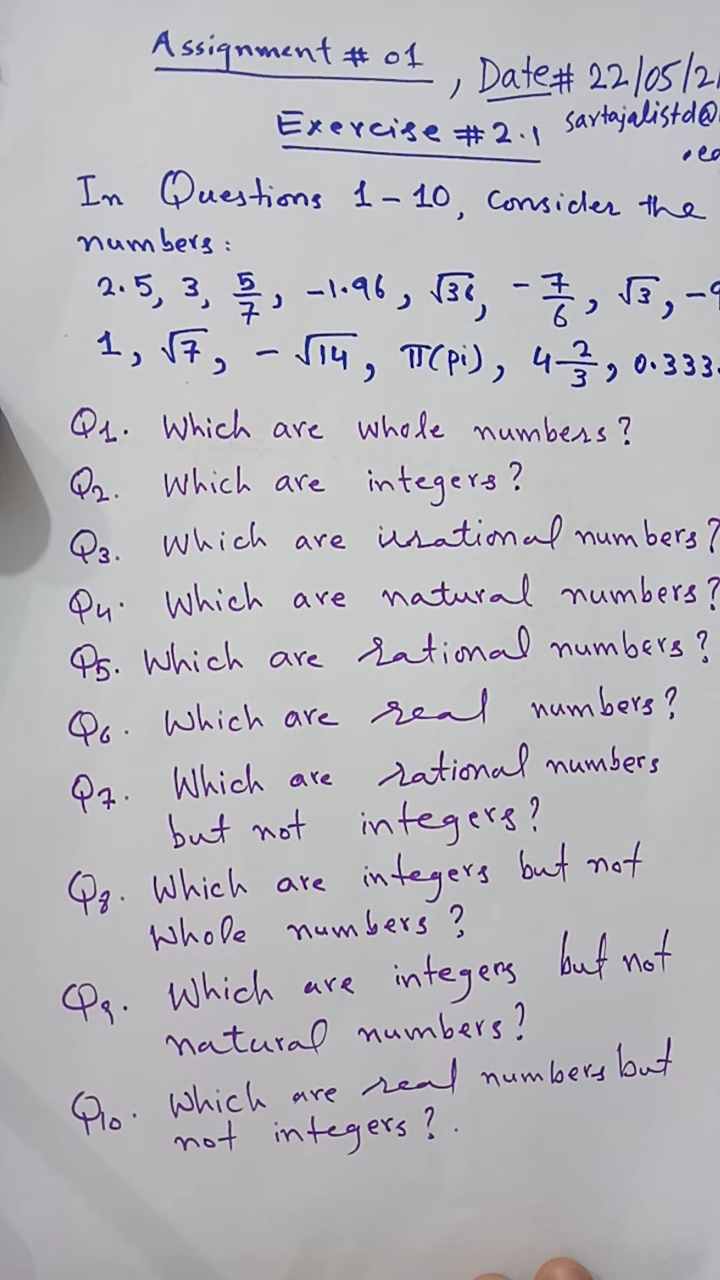 Assignment # 01
, Date# 22/05/2
Exercise #2.1 sartajalistd@
.ed
In Questions 1-10, Consider the
numbers:
2.5, 3, 5/7, -1.96, √36, -7/6, √3, -9
1, √7, -√14, π(pi), 4-2/3, 0.333.
Q1. Which are whole numbers?
Q2. Which are integers?
Q3. Which are irrational numbers?
Q4. Which are natural numbers?
Q5. Which are rational numbers?
Q6. Which are real numbers?
Q7. Which are rational numbers
but not integers?
Q8. Which are integers but not
Whole numbers?
Q9. Which are integers but not
natural numbers?
Q10. Which are real numbers but
not integers?.